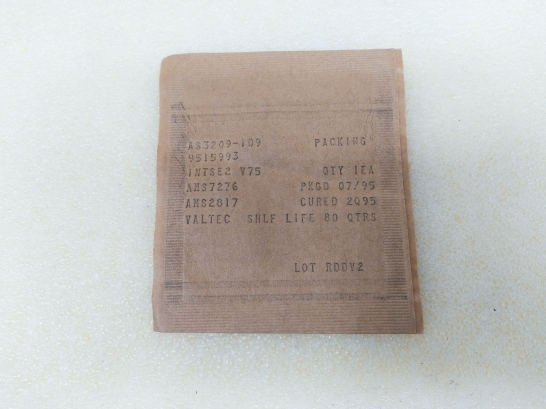 AS3209-109 PACKING
9515993
INTSE2 V75 QTY 1EA
AMS7276 PKGD 07/95
AMS2817 CURED 2Q95
VALTEC SHLF LIFE 80 QTRS
LOT RDDV2